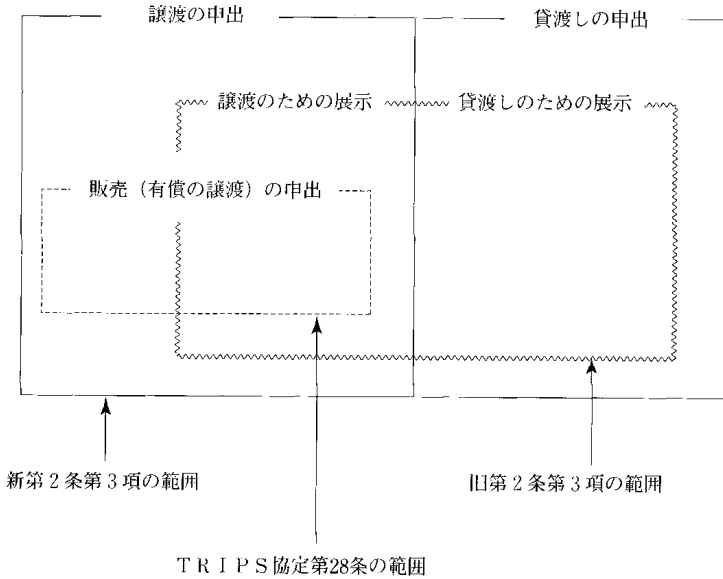 譲渡の申出
貸渡しの申出
譲渡のための展示
貸渡しのための展示
販売（有償の譲渡）の申出
新第２条第３項の範囲
旧第２条第３項の範囲
ＴＲＩＰＳ協定第28条の範囲